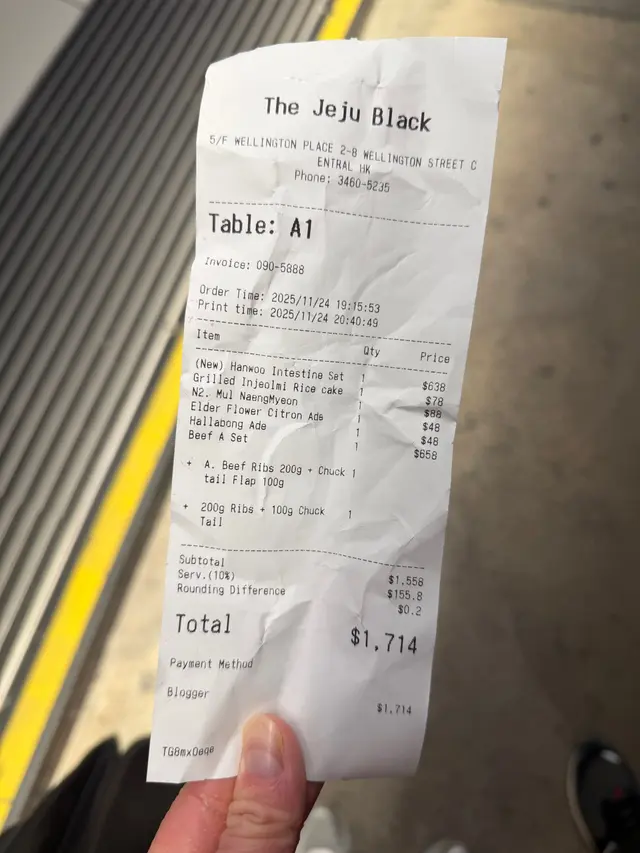 The Jeju Black
5/F WELLINGTON PLACE 2-8 WELLINGTON STREET C
ENTRAL HK
Phone: 3460-5235
Table: A1
Invoice: 090-5888
Order Time: 2025/11/24 19:15:53
Print time: 2025/11/24 20:40:49
Item Qty Price
(New) Hanwoo Intestine Set 1 $638
Grilled Injeolmi Rice cake 1 $78
N2. Mul NaengMyeon 1 $88
Elder Flower Citron Ade 1 $48
Hallabong Ade 1 $48
Beef A Set 1 $658
+ A. Beef Ribs 200g + Chuck 1
tail Flap 100g
+ 200g Ribs + 100g Chuck 1
Tail
Subtotal $1,558
Serv.(10%) $155.8
Rounding Difference $0.2
Total $1,714
Payment Method
Blogger $1,714
TG8mxOeqe